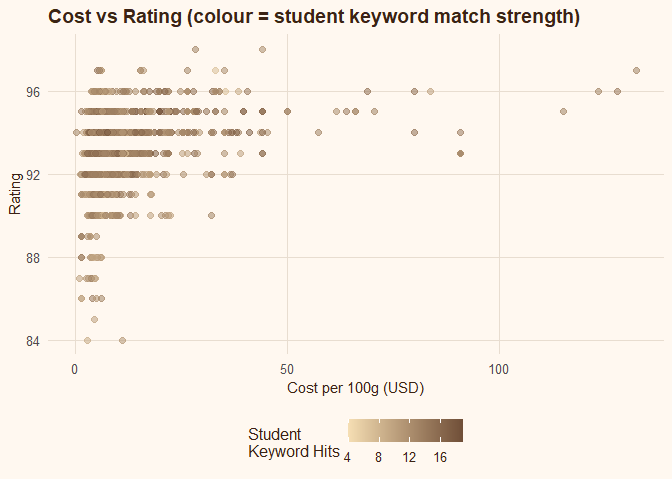 Cost vs Rating (colour = student keyword match strength)
96
92
88
84
Rating
0
50
100
Cost per 100g (USD)
Student
Keyword Hits
4
8
12
16